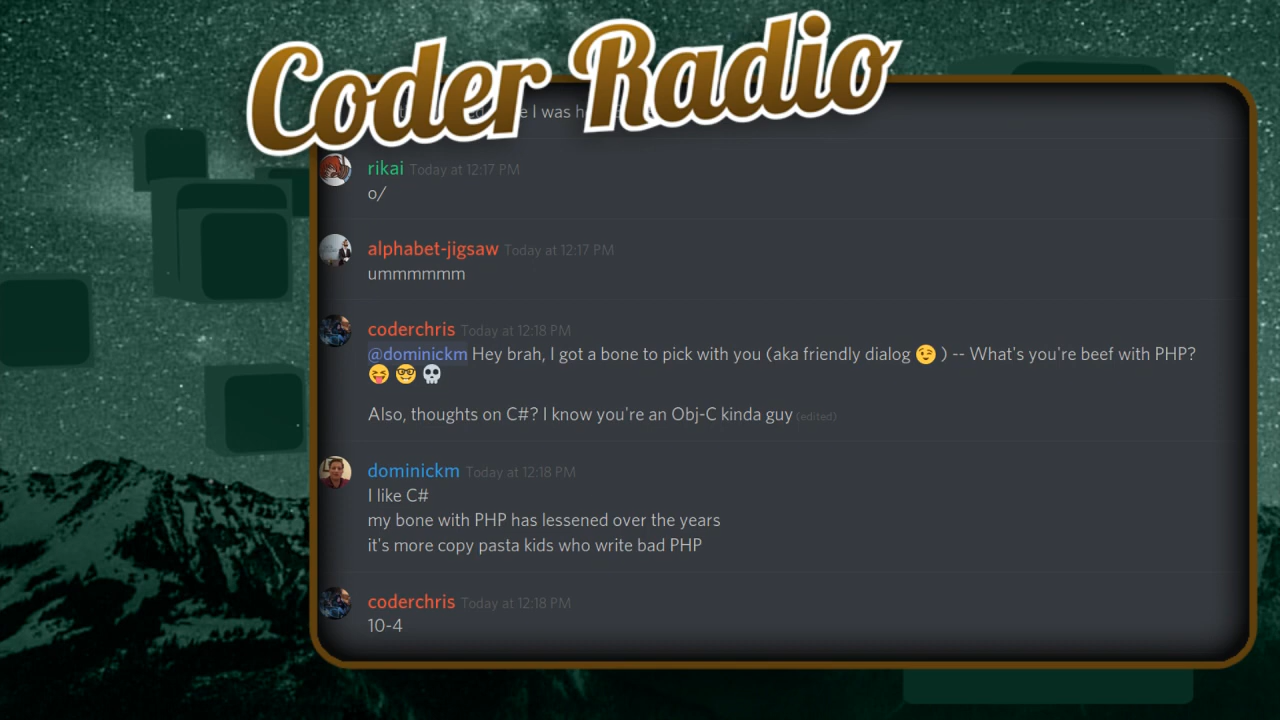 Coder Radio
e I was h
rikai Today at 12:17 PM
o/
alphabet-jigsaw Today at 12:17 PM
ummmmmm
coderchris Today at 12:18 PM
@dominickm Hey brah, I got a bone to pick with you (aka friendly dialog 😉 ) -- What's you're beef with PHP?
😝 🤓 💀
Also, thoughts on C#? I know you're an Obj-C kinda guy (edited)
dominickm Today at 12:18 PM
I like C#
my bone with PHP has lessened over the years
it's more copy pasta kids who write bad PHP
coderchris Today at 12:18 PM
10-4